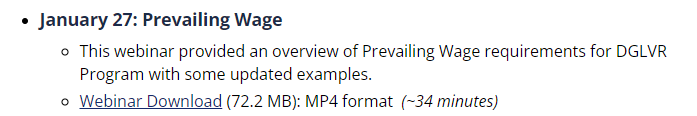 • January 27: Prevailing Wage
○ This webinar provided an overview of Prevailing Wage requirements for DGLVR
Program with some updated examples.
○ Webinar Download (72.2 MB): MP4 format (~34 minutes)